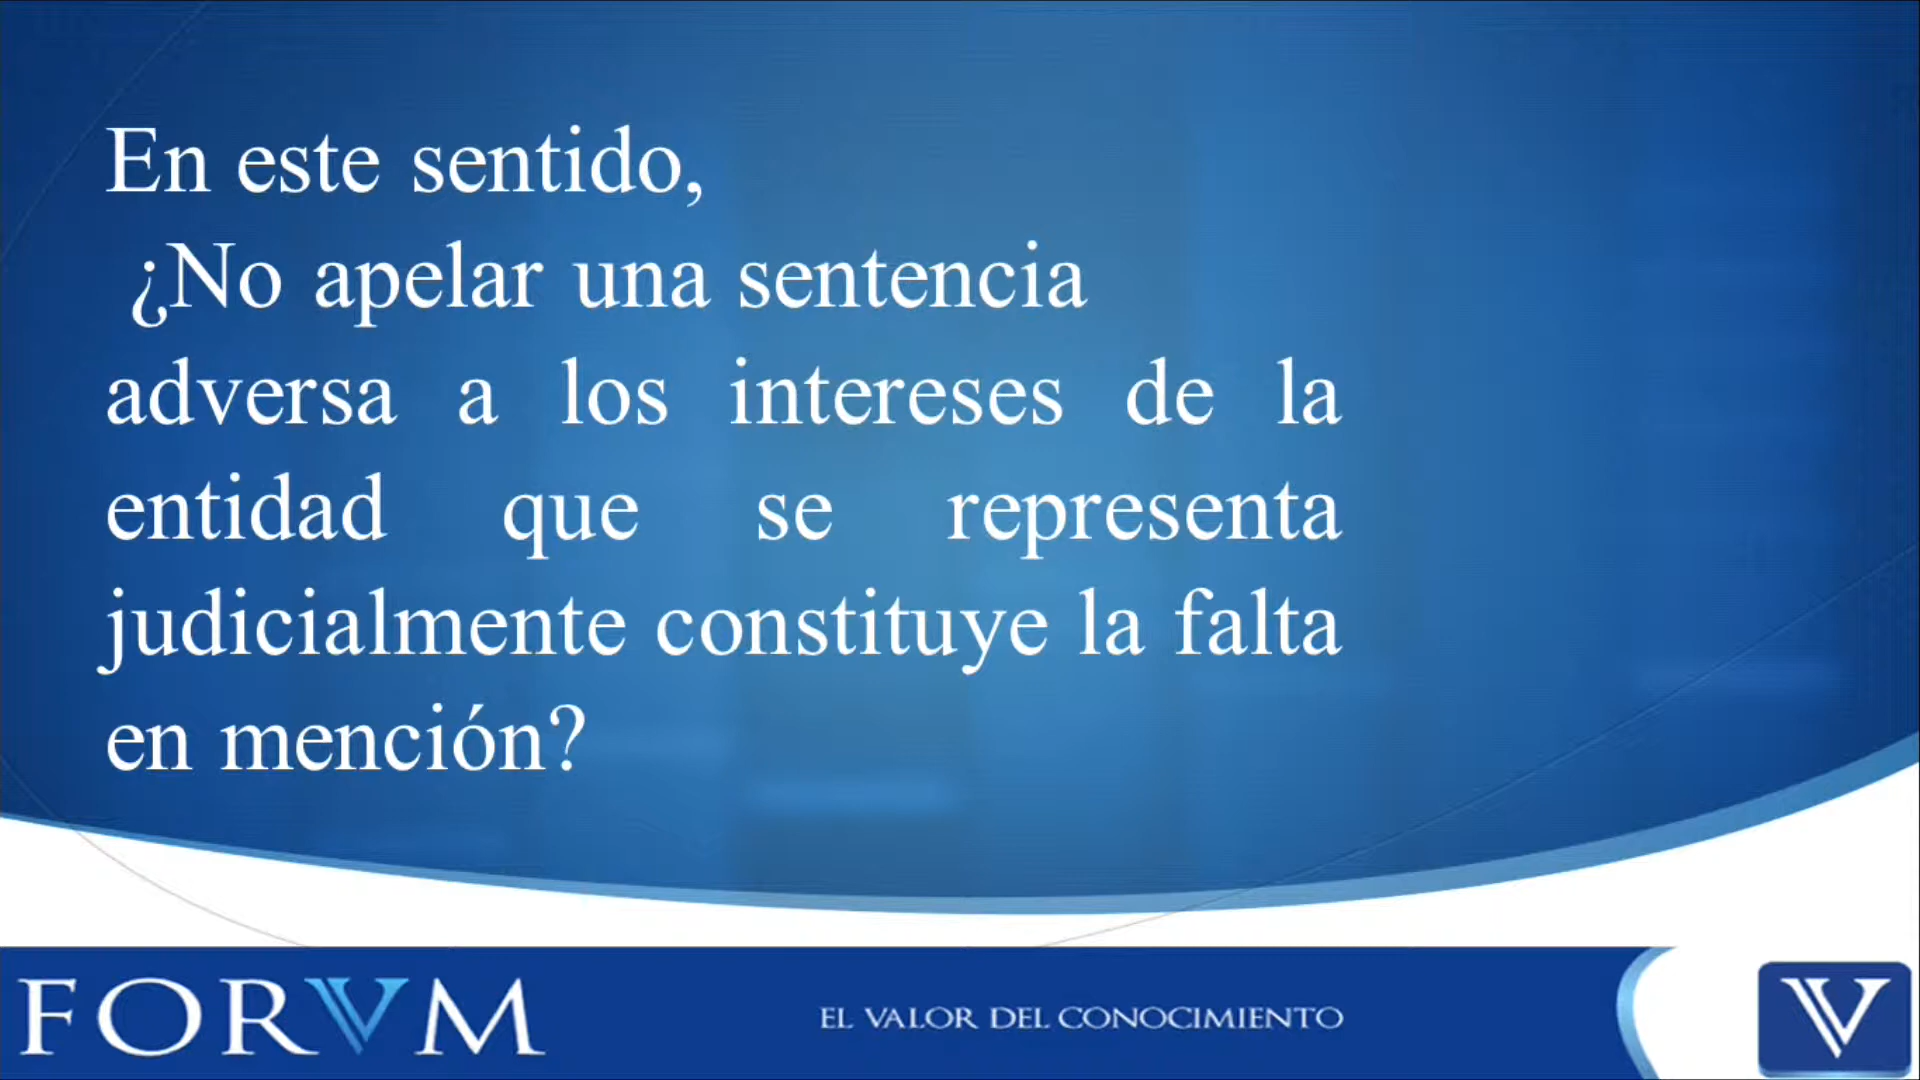 En este sentido,
¿No apelar una sentencia
adversa a los intereses de la
entidad que se representa
judicialmente constituye la falta
en mención?
FORVM
EL VALOR DEL CONOCIMIENTO
V